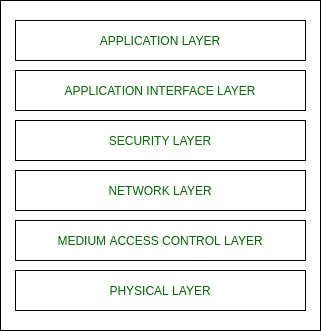 APPLICATION LAYER
APPLICATION INTERFACE LAYER
SECURITY LAYER
NETWORK LAYER
MEDIUM ACCESS CONTROL LAYER
PHYSICAL LAYER